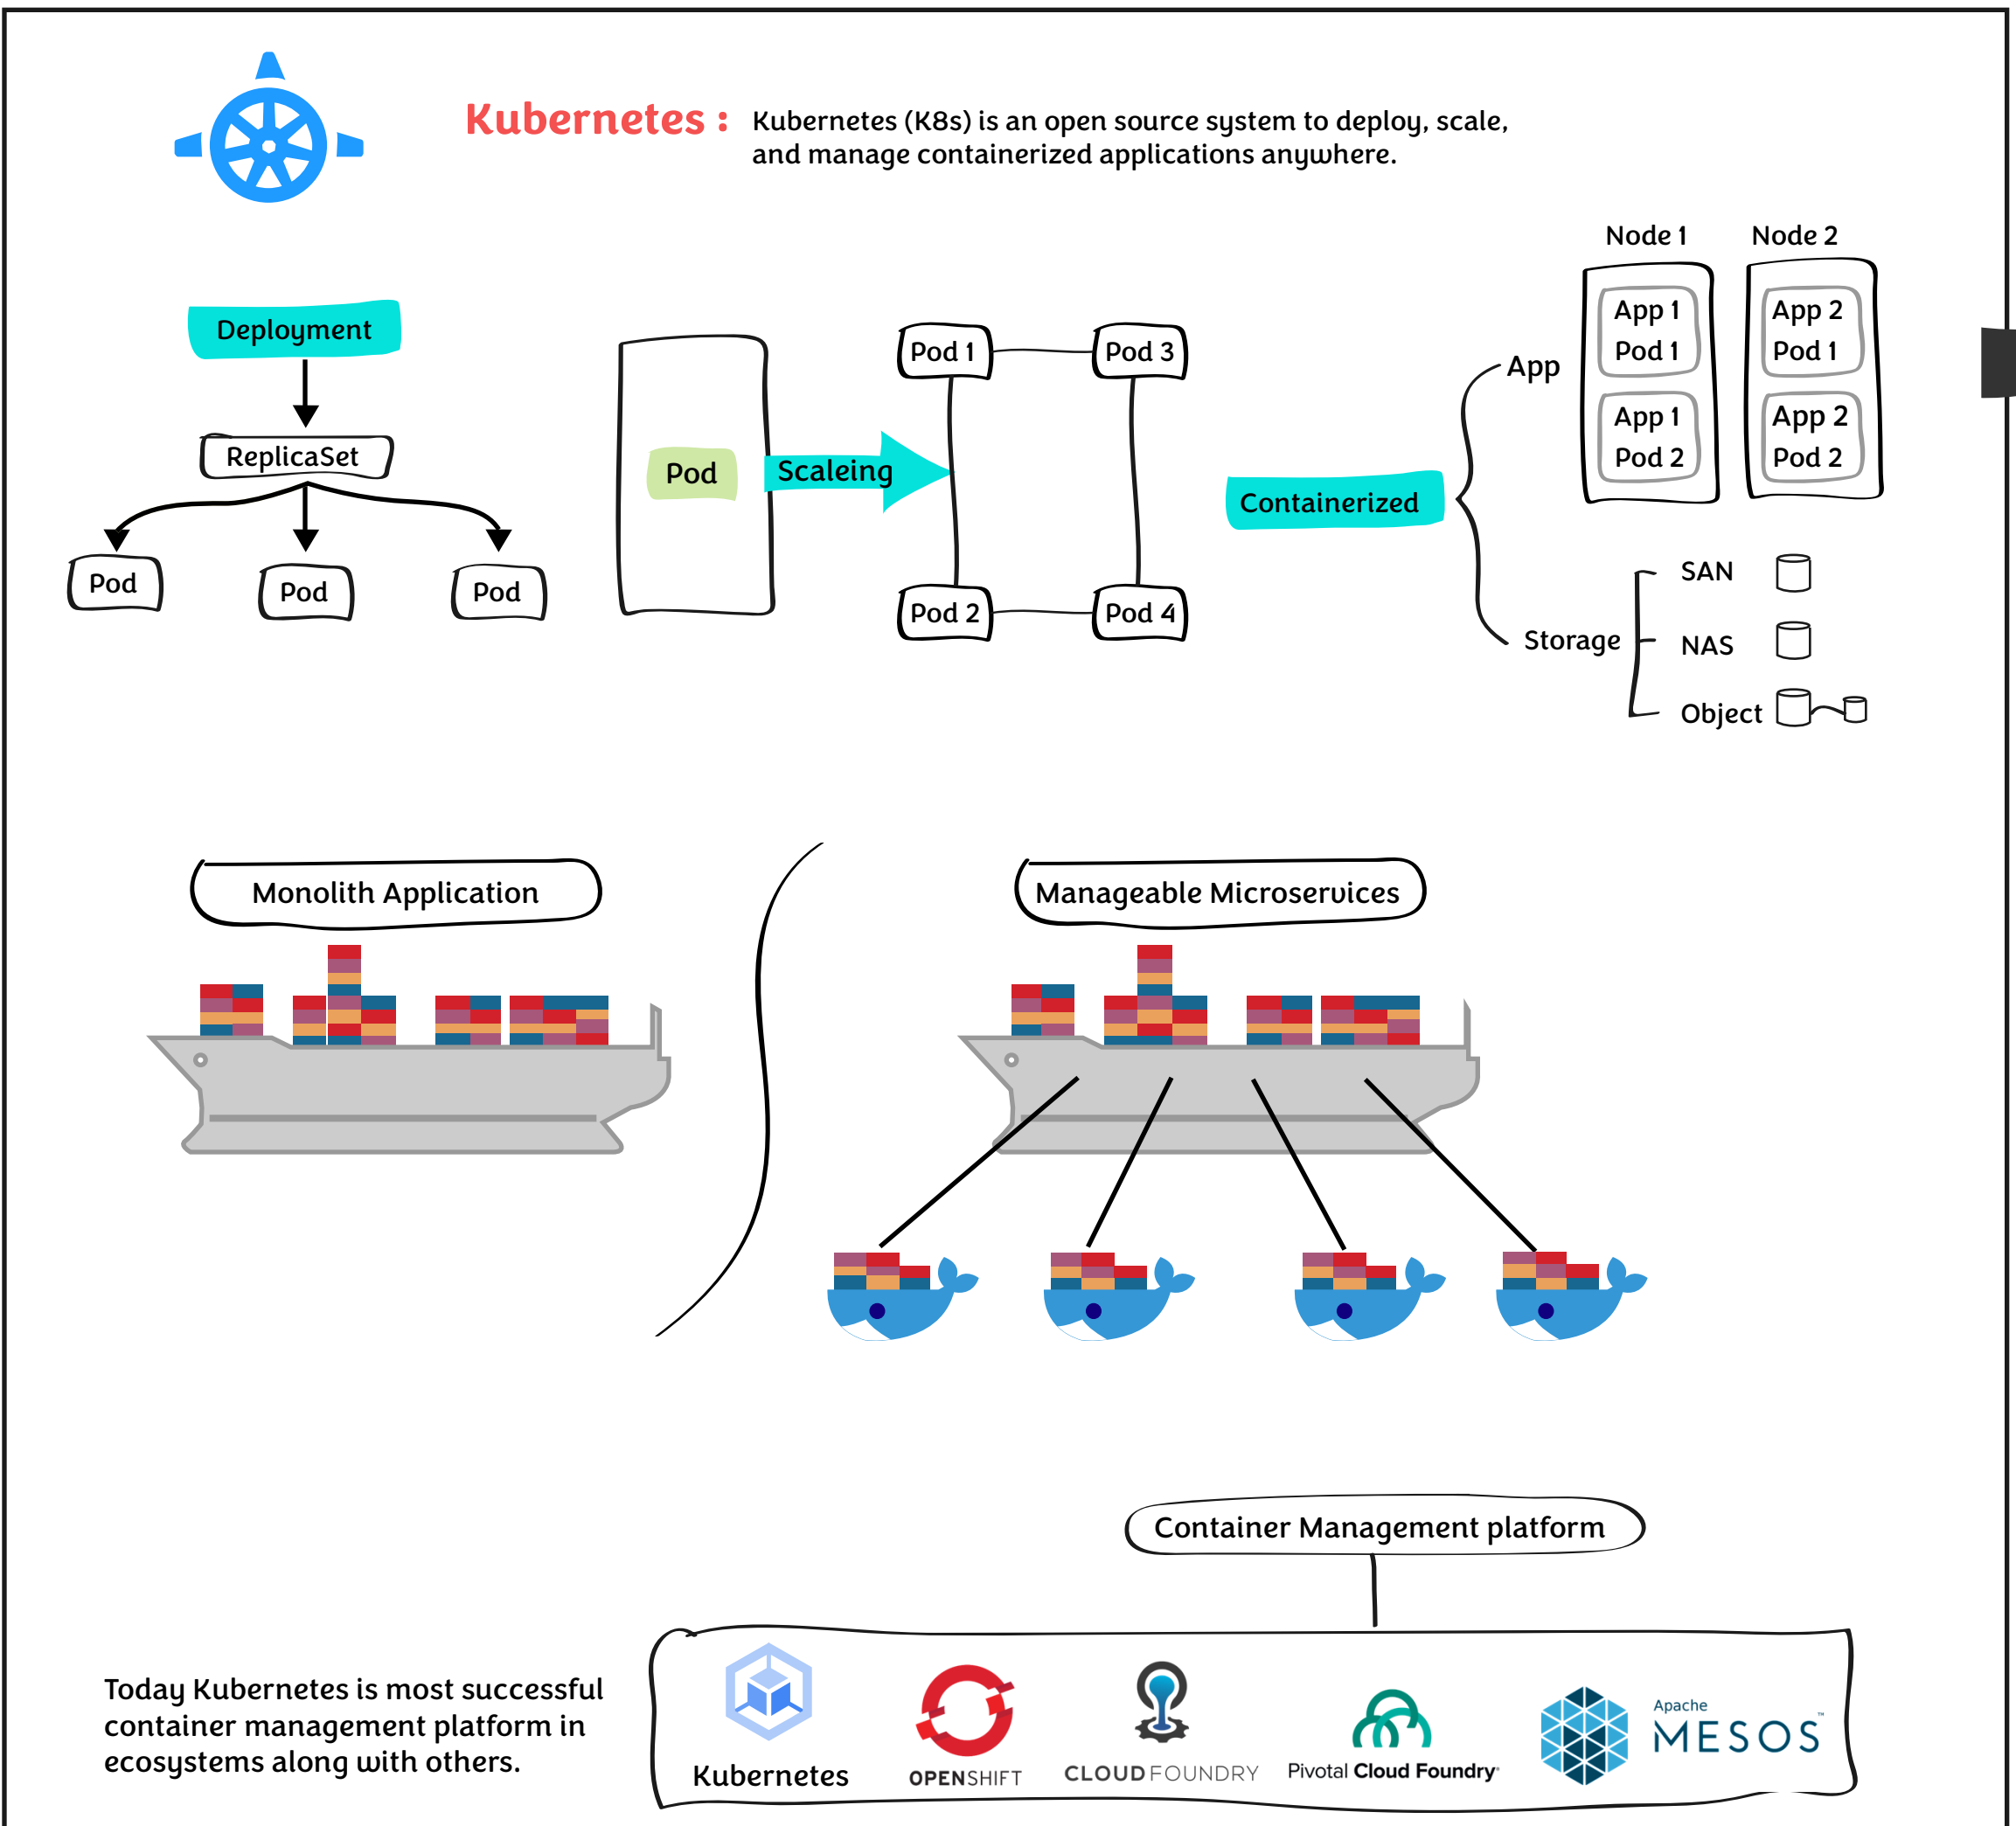 Kubernetes :
Kubernetes (K8s) is an open source system to deploy, scale,
and manage containerized applications anywhere.
Deployment
ReplicaSet
Pod
Pod
Pod
Pod
Scaleing
Pod 1
Pod 3
Pod 2
Pod 4
Containerized
App
Node 1
Node 2
App 1
Pod 1
App 1
Pod 2
App 2
Pod 1
App 2
Pod 2
Storage
SAN
NAS
Object
Monolith Application
Manageable Microservices
Container Management platform
Today Kubernetes is most successful
container management platform in
ecosystems along with others.
Kubernetes
OPENSHIFT
CLOUDFOUNDRY
Pivotal Cloud Foundry
Apache
MESOS™